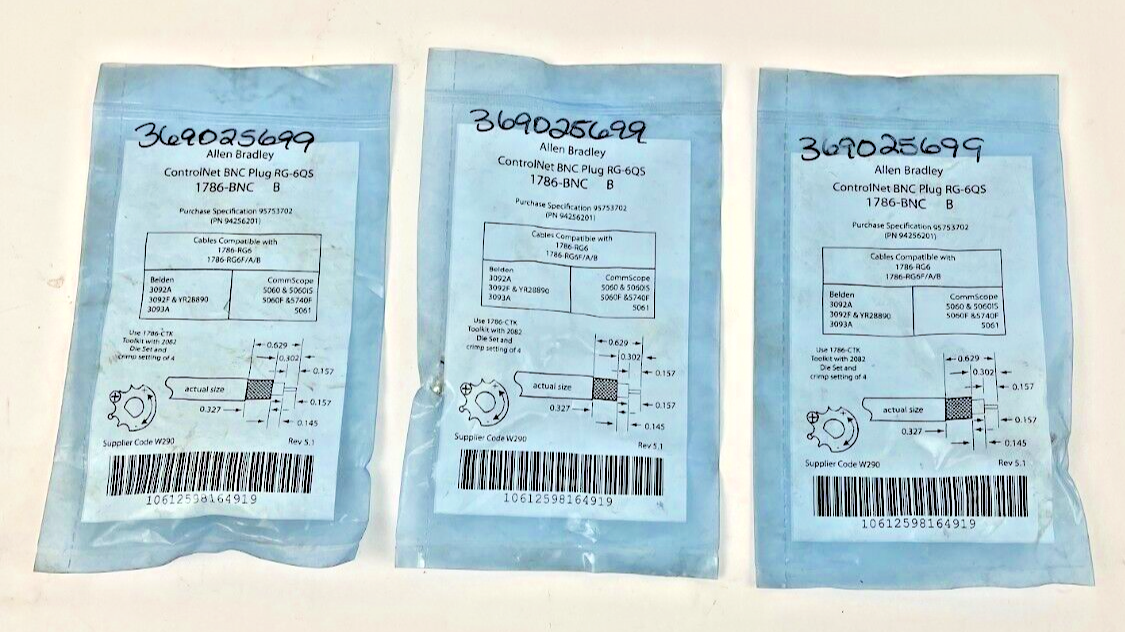 369025699
Allen Bradley
ControlNet BNC Plug RG-6QS
1786-BNC B
Purchase Specification 95753702
(PN 94256201)
Cables Compatible with
1786-RG6
1786-RG6F/A/B
Belden
3092A
3092F & YR28890
3093A
CommScope
5060 & 5060IS
5060F &5740F
5061
Use 1786-CTK
Toolkit with 2082
Die Set and
crimp setting of 4
0.629
0.302
0.157
actual size
0.157
0.327
0.145
Supplier Code W290
Rev 5.1
10612598164919
369025699
Allen Bradley
ControlNet BNC Plug RG-6QS
1786-BNC B
Purchase Specification 95753702
(PN 94256201)
Cables Compatible with
1786-RG6
1786-RG6F/A/B
Belden
3092A
3092F & YR28890
3093A
CommScope
5060 & 5060IS
5060F &5740F
5061
Use 1786-CTK
Toolkit with 2082
Die Set and
crimp setting of 4
0.629
0.302
0.157
actual size
0.157
0.327
0.145
Supplier Code W290
Rev 5.1
10612598164919
369025699
Allen Bradley
ControlNet BNC Plug RG-6QS
1786-BNC B
Purchase Specification 95753702
(PN 94256201)
Cables Compatible with
1786-RG6
1786-RG6F/A/B
Belden
3092A
3092F & YR28890
3093A
CommScope
5060 & 5060IS
5060F &5740F
5061
Use 1786-CTK
Toolkit with 2082
Die Set and
crimp setting of 4
0.629
0.302
0.157
actual size
0.157
0.327
0.145
Supplier Code W290
Rev 5.1
10612598164919